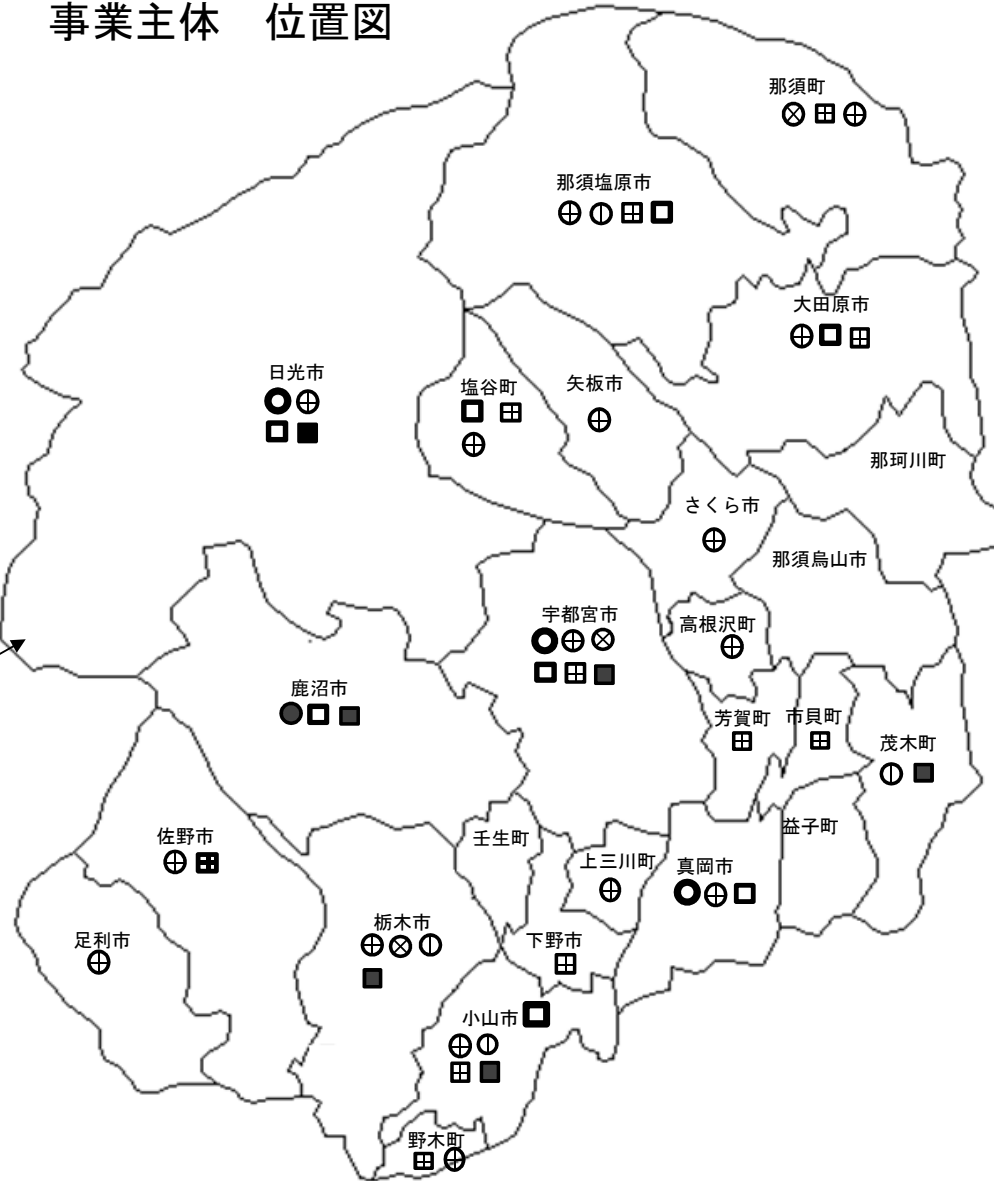 事業主体　位置図
那須町
那須塩原市
大田原市
日光市
塩谷町
矢板市
那珂川町
さくら市
那須烏山市
宇都宮市
高根沢町
鹿沼市
芳賀町
市貝町
茂木町
益子町
佐野市
壬生町
上三川町
真岡市
栃木市
足利市
下野市
小山市
野木町